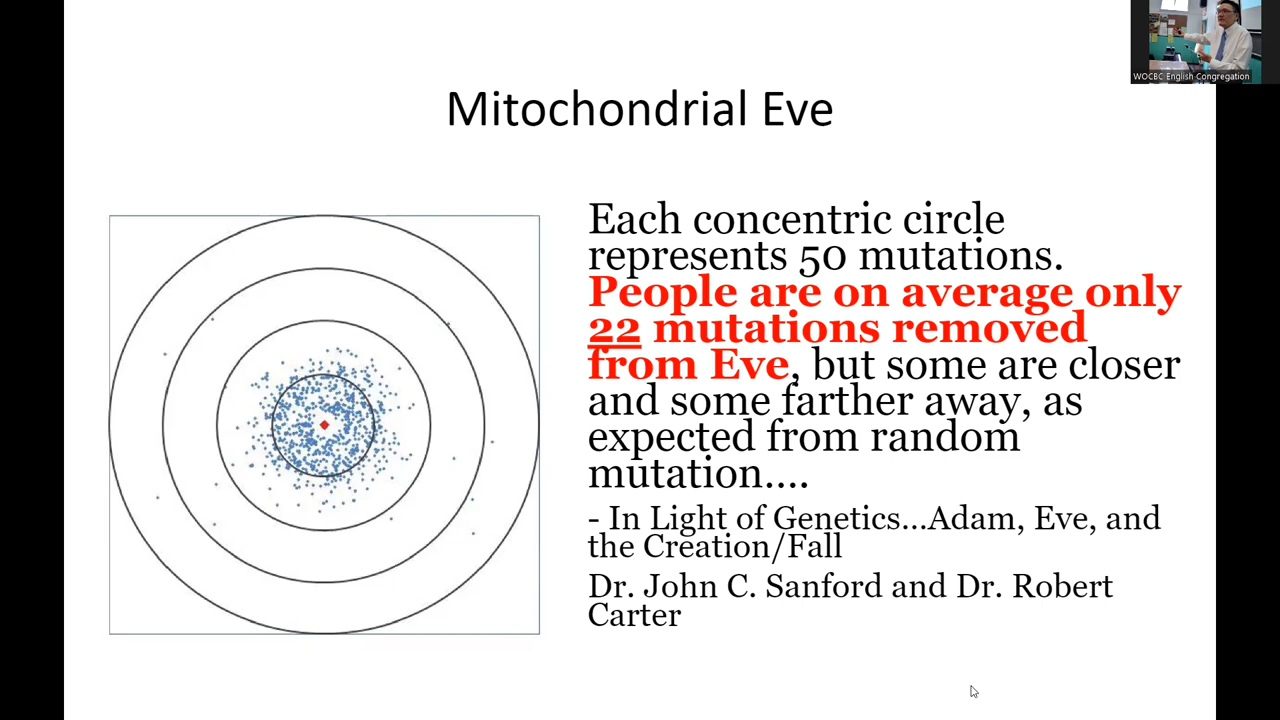 WOCBC English Congregation
Mitochondrial Eve
Each concentric circle
represents 50 mutations.
People are on average only
22 mutations removed
from Eve, but some are closer
and some farther away, as
expected from random
mutation....
- In Light of Genetics...Adam, Eve, and
the Creation/Fall
Dr. John C. Sanford and Dr. Robert
Carter